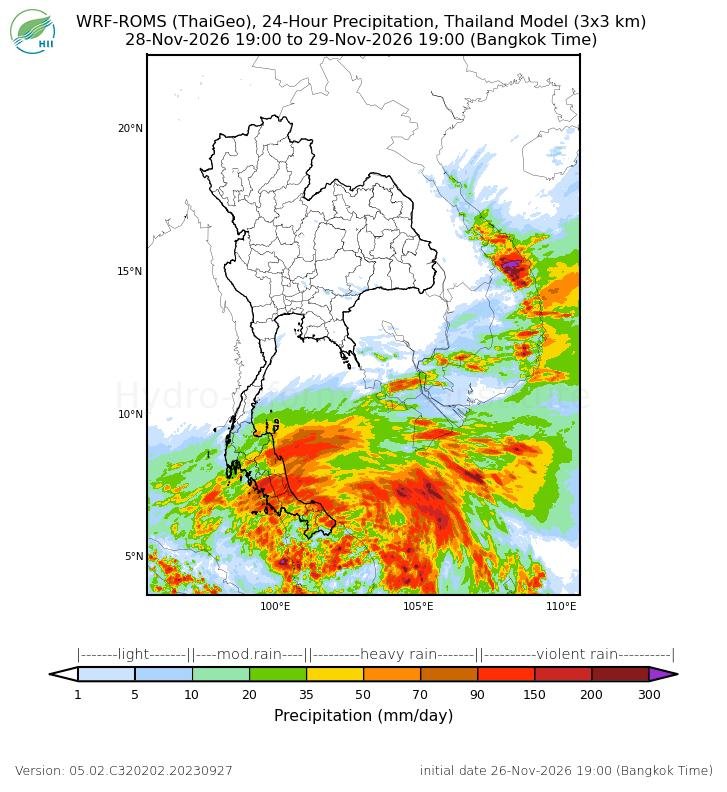 WRF-ROMS (ThaiGeo), 24-Hour Precipitation, Thailand Model (3x3 km)
28-Nov-2026 19:00 to 29-Nov-2026 19:00 (Bangkok Time)
HII
20°N
15°N
10°N
5°N
100°E 105°E 110°E
|-------light-------||----mod.rain----||---------heavy rain--------||----------violent rain----------|
1 5 10 20 35 50 70 90 150 200 300
Precipitation (mm/day)
Version: 05.02.C320202.20230927
initial date 26-Nov-2026 19:00 (Bangkok Time)